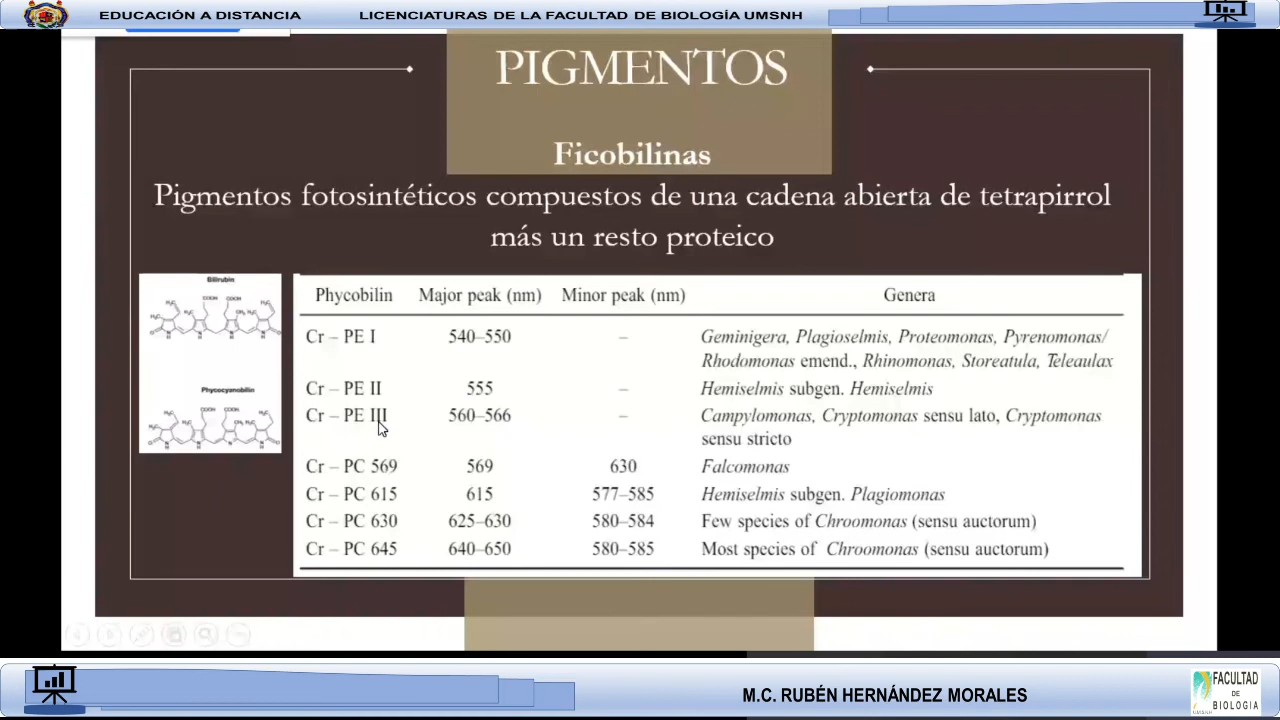 EDUCACIÓN A DISTANCIA LICENCIATURAS DE LA FACULTAD DE BIOLOGÍA UMSNH
PIGMENTOS
Ficobilinas
Pigmentos fotosintéticos compuestos de una cadena abierta de tetrapirrol
más un resto proteico
Bilirubin
Phycocyanobilin
Phycobilin Major peak (nm) Minor peak (nm) Genera
Cr – PE I 540–550 – Geminigera, Plagioselmis, Proteomonas, Pyrenomonas/
Rhodomonas emend., Rhinomonas, Storeatula, Teleaulax
Cr – PE II 555 – Hemiselmis subgen. Hemiselmis
Cr – PE III 560–566 – Campylomonas, Cryptomonas sensu lato, Cryptomonas
sensu stricto
Cr – PC 569 569 630 Falcomonas
Cr – PC 615 615 577–585 Hemiselmis subgen. Plagiomonas
Cr – PC 630 625–630 580–584 Few species of Chroomonas (sensu auctorum)
Cr – PC 645 640–650 580–585 Most species of Chroomonas (sensu auctorum)
M.C. RUBÉN HERNÁNDEZ MORALES
FACULTAD
DE
BIOLOGIA